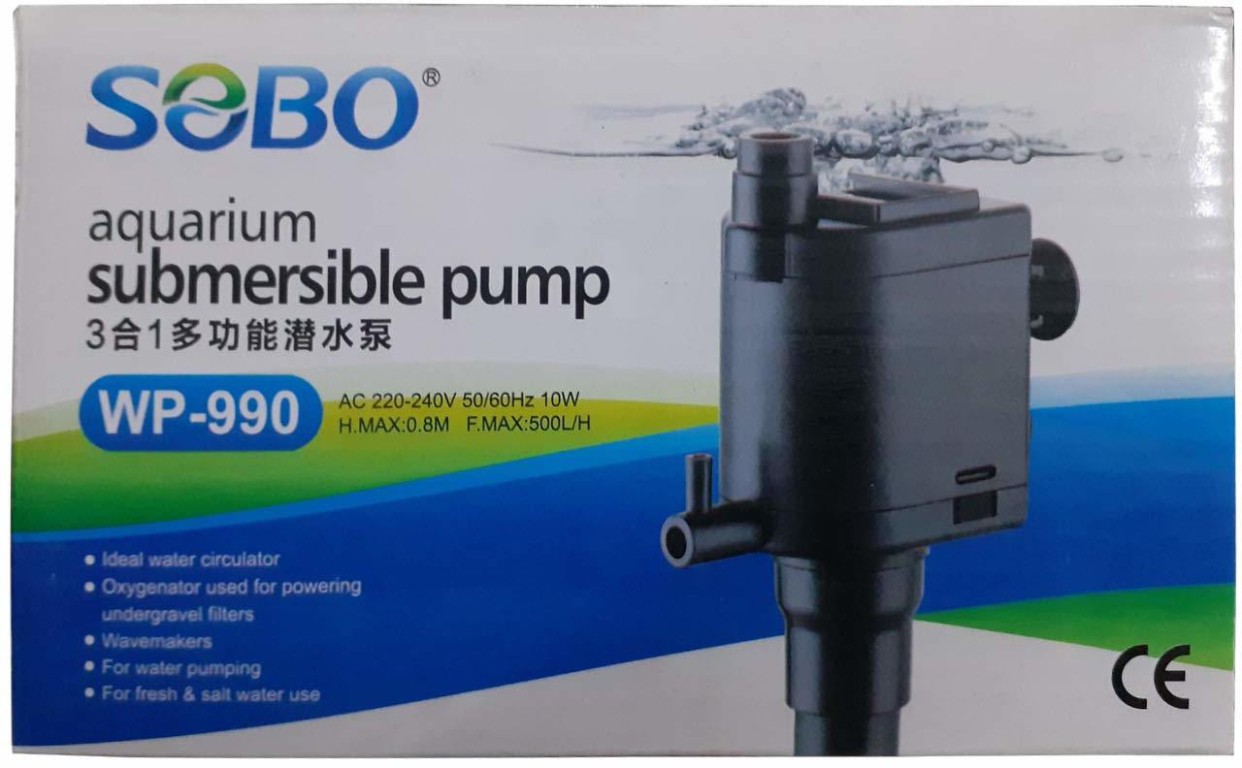 SOBO®
aquarium
submersible pump
3合1多功能潜水泵
WP-990
AC 220-240V 50/60Hz 10W
H.MAX:0.8M F.MAX:500L/H
● Ideal water circulator
● Oxygenator used for powering
undergravel filters
● Wavemakers
● For water pumping
● For fresh & salt water use
CE